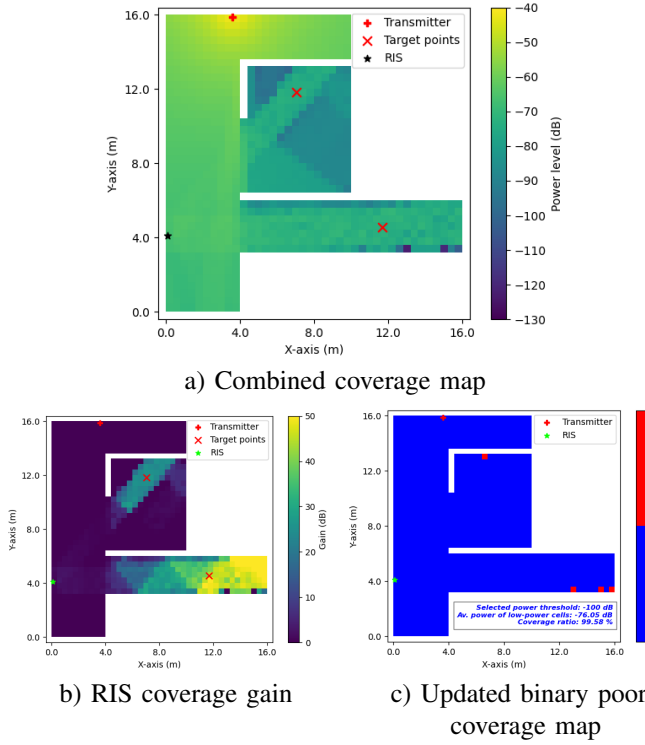 16.0
12.0
8.0
4.0
0.0
Y-axis (m)
0.0 4.0 8.0 12.0 16.0
X-axis (m)
Transmitter
Target points
RIS
−40
−50
−60
−70
−80
−90
−100
−110
−120
−130
Power level (dB)
a) Combined coverage map
16.0
12.0
8.0
4.0
0.0
Y-axis (m)
0.0 4.0 8.0 12.0 16.0
X-axis (m)
Transmitter
Target points
RIS
50
40
30
20
10
0
Gain (dB)
b) RIS coverage gain
16.0
12.0
8.0
4.0
0.0
Y-axis (m)
0.0 4.0 8.0 12.0 16.0
X-axis (m)
Transmitter
RIS
Selected power threshold: -100 dB
Av. power of low-power cells: -76.05 dB
Coverage ratio: 99.58 %
c) Updated binary poor
coverage map